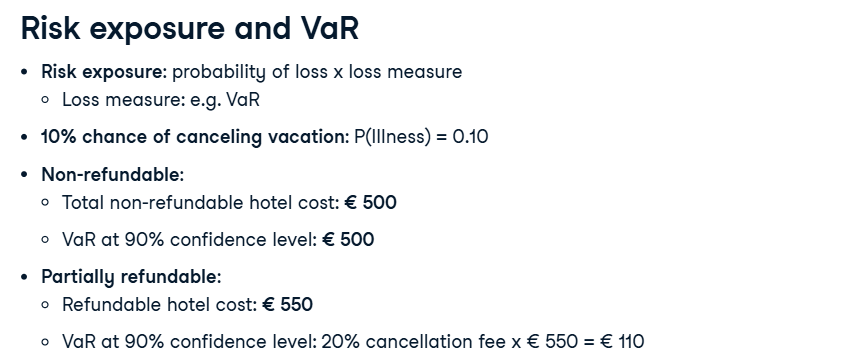 Risk exposure and VaR
• Risk exposure: probability of loss x loss measure
○ Loss measure: e.g. VaR
• 10% chance of canceling vacation: P(Illness) = 0.10
• Non-refundable:
○ Total non-refundable hotel cost: € 500
○ VaR at 90% confidence level: € 500
• Partially refundable:
○ Refundable hotel cost: € 550
○ VaR at 90% confidence level: 20% cancellation fee x € 550 = € 110